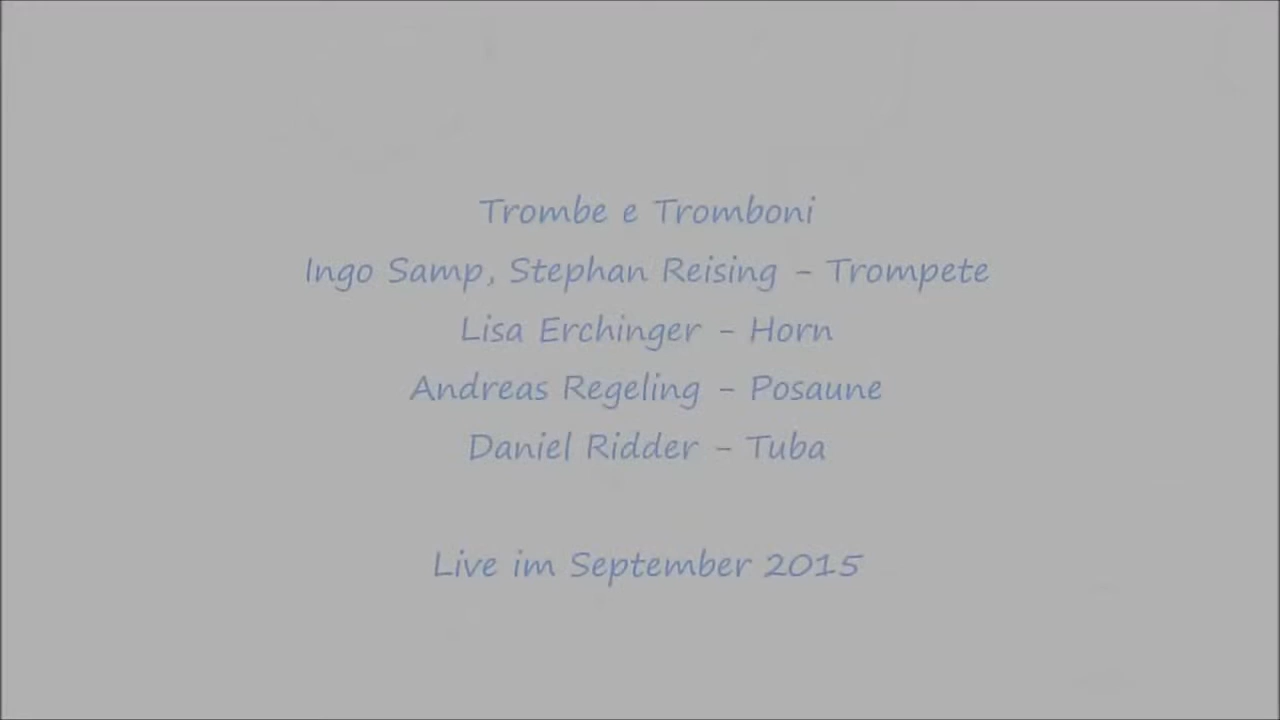 Trombe e Tromboni
Ingo Samp, Stephan Reising – Trompete
Lisa Erchinger – Horn
Andreas Regeling – Posaune
Daniel Ridder – Tuba
Live im September 2015